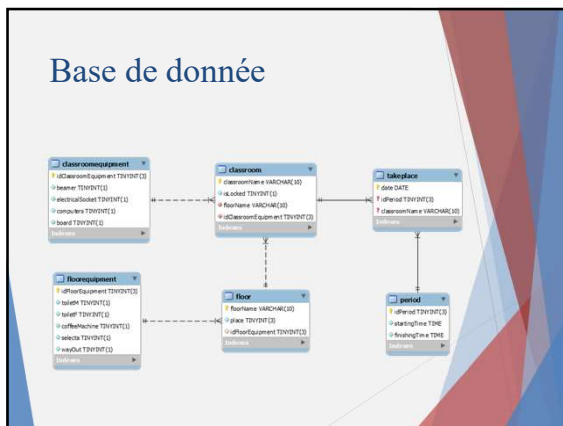 Base de donnée
classroomequipment
idClassroomEquipment TINYINT(3)
beamer TINYINT(1)
electricalSocket TINYINT(1)
computers TINYINT(1)
board TINYINT(1)
Indexes
classroom
classroomName VARCHAR(10)
isLocked TINYINT(1)
floorName VARCHAR(10)
idClassroomEquipment TINYINT(3)
Indexes
takeplace
date DATE
idPeriod TINYINT(3)
classroomName VARCHAR(10)
Indexes
floorequipment
idFloorEquipment TINYINT(3)
toiletM TINYINT(1)
toiletF TINYINT(1)
coffeeMachine TINYINT(1)
selecta TINYINT(1)
wayOut TINYINT(1)
Indexes
floor
floorName VARCHAR(10)
place TINYINT(3)
idFloorEquipment TINYINT(3)
Indexes
period
idPeriod TINYINT(3)
startingTime TIME
finishingTime TIME
Indexes